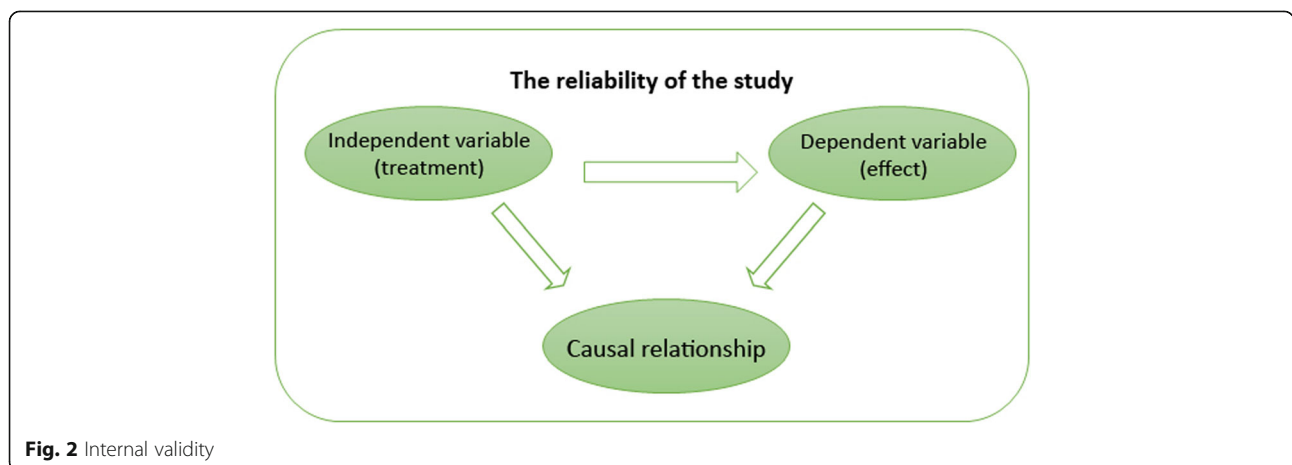 The reliability of the study
Independent variable
(treatment)
Dependent variable
(effect)
Causal relationship
Fig. 2 Internal validity